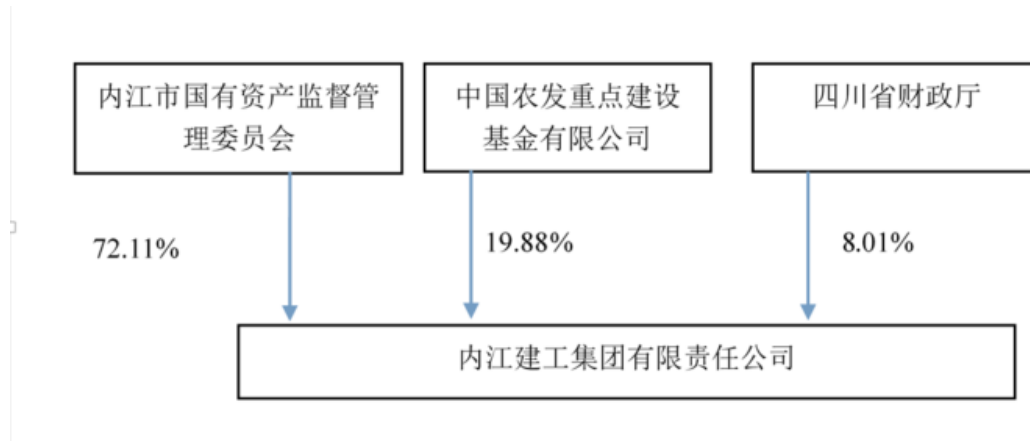 内江市国有资产监督管
理委员会
中国农发重点建设
基金有限公司
四川省财政厅
72.11%
19.88%
8.01%
内江建工集团有限责任公司